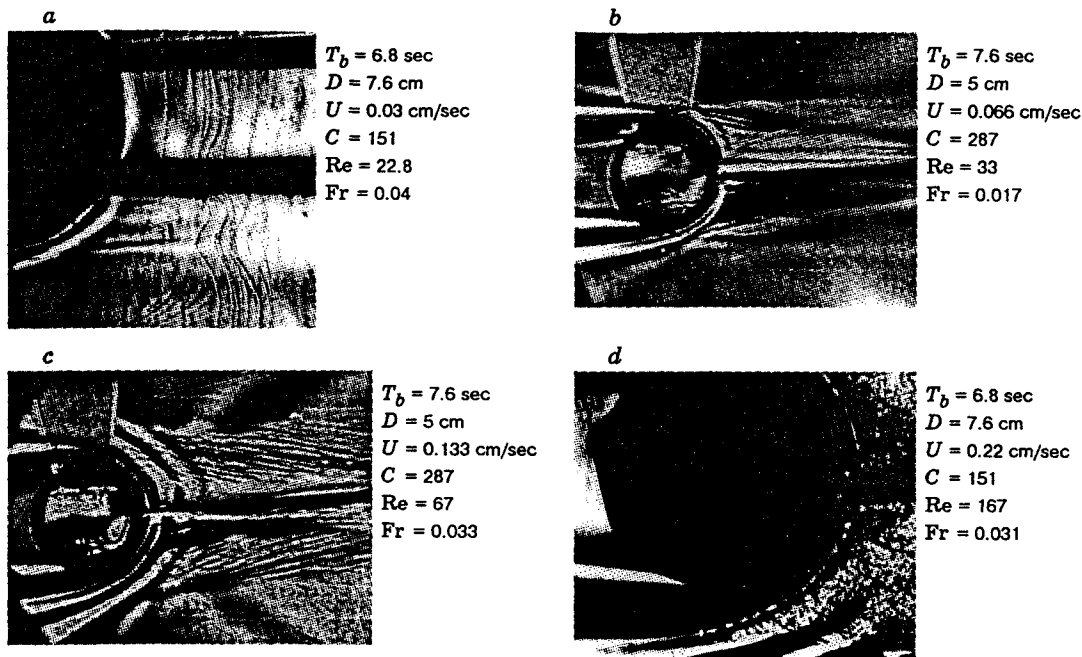 a
T_b = 6.8 sec
D = 7.6 cm
U = 0.03 cm/sec
C = 151
Re = 22.8
Fr = 0.04
b
T_b = 7.6 sec
D = 5 cm
U = 0.066 cm/sec
C = 287
Re = 33
Fr = 0.017
c
T_b = 7.6 sec
D = 5 cm
U = 0.133 cm/sec
C = 287
Re = 67
Fr = 0.033
d
T_b = 6.8 sec
D = 7.6 cm
U = 0.22 cm/sec
C = 151
Re = 167
Fr = 0.031